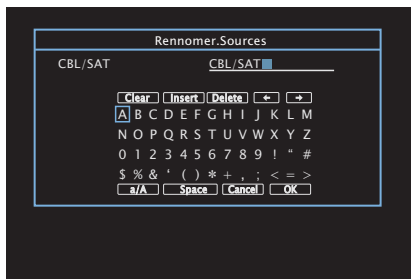 Rennomer.Sources
CBL/SAT CBL/SAT
Clear Insert Delete ← →
A B C D E F G H I J K L M
N O P Q R S T U V W X Y Z
0 1 2 3 4 5 6 7 8 9 ! “ #
$ % & ‘ ( ) * + , ; < = >
a/A Space Cancel OK